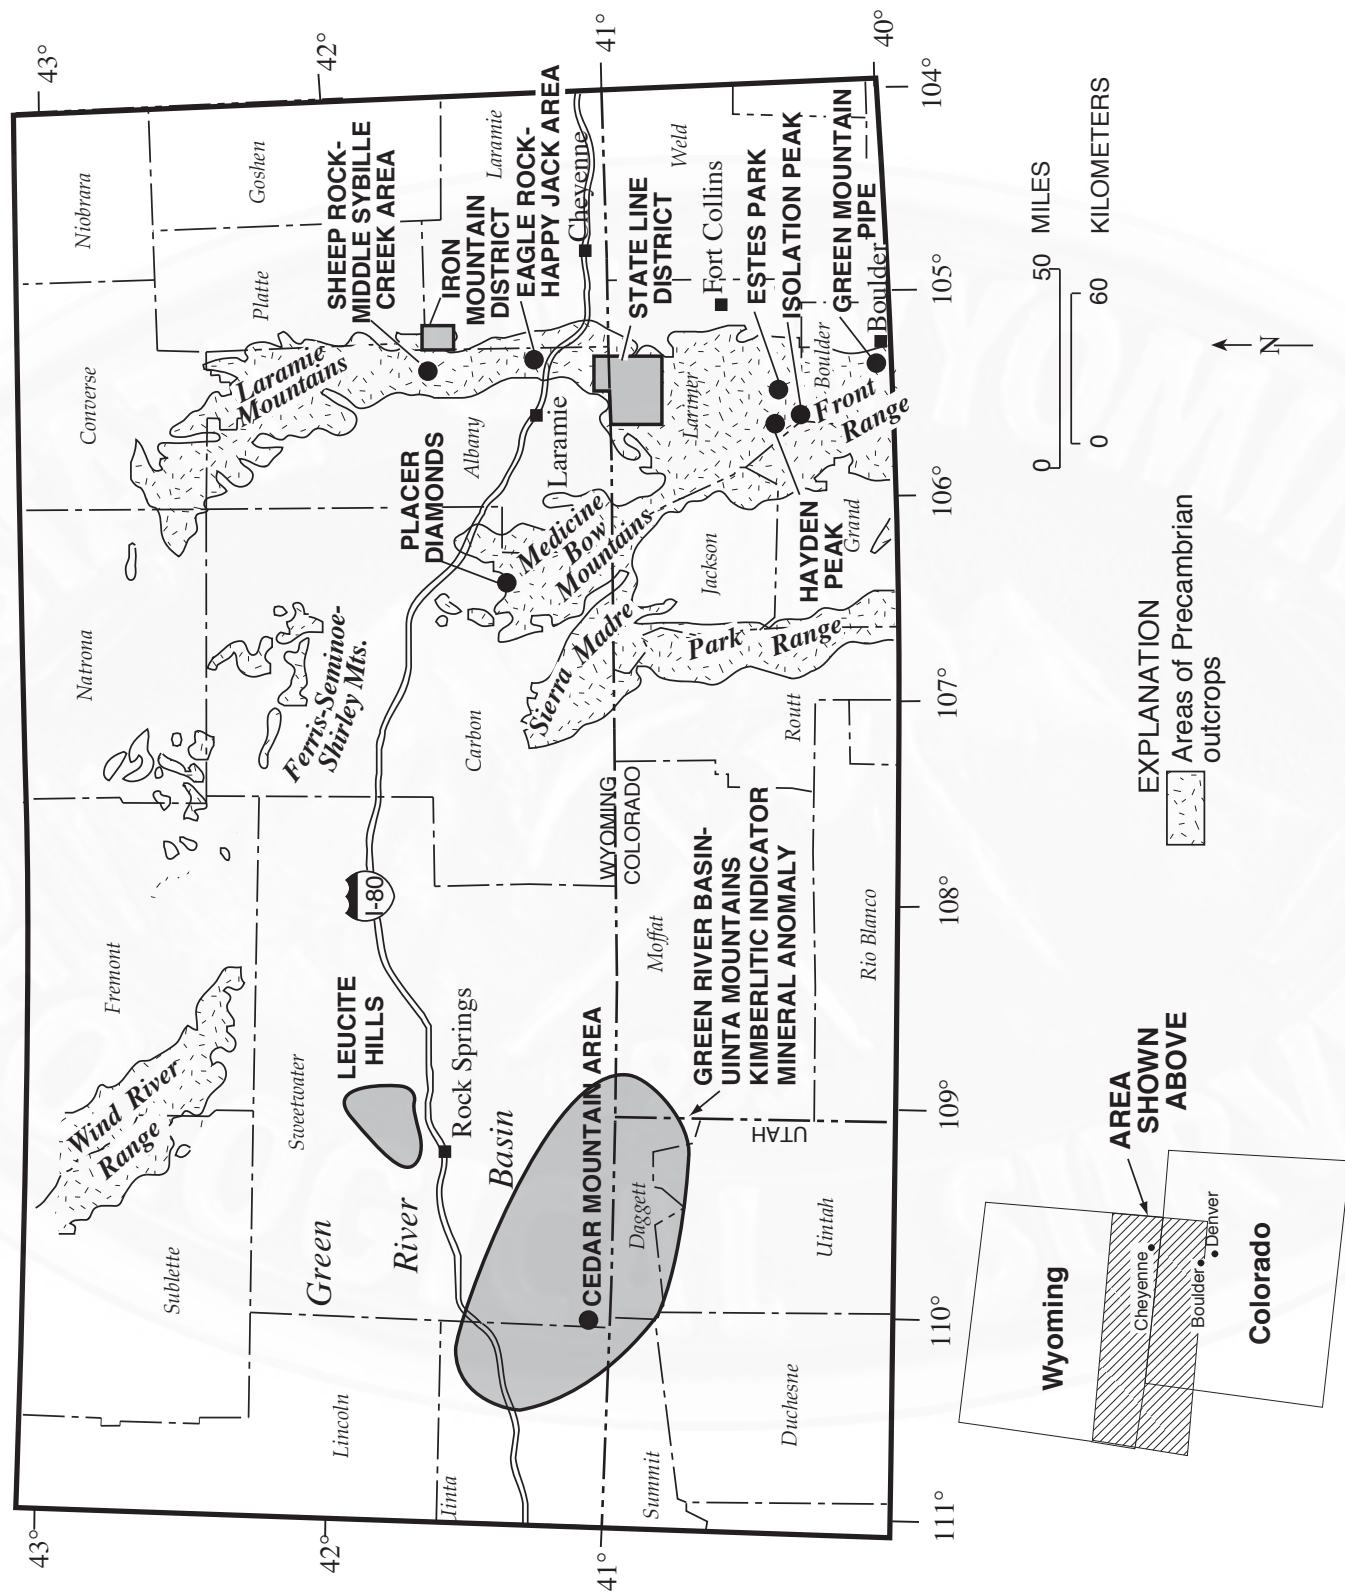 43°
42°
41°
40°
43°
42°
41°
111°
110°
109°
108°
107°
106°
105°
104°
Niobrara
Goshen
Laramie
Weld
Platte
Converse
Albany
Larimer
Boulder
Natrona
Carbon
Jackson
Grand
Routt
Fremont
Sweetwater
Moffat
Rio Blanco
Sublette
Lincoln
Daggett
Uintah
Summit
Duchesne
SHEEP ROCK-
MIDDLE SYBILLE
CREEK AREA
IRON
MOUNTAIN
DISTRICT
EAGLE ROCK-
HAPPY JACK AREA
Cheyenne
STATE LINE
DISTRICT
Fort Collins
ESTES PARK
ISOLATION PEAK
GREEN MOUNTAIN
PIPE
Boulder
Laramie
Mountains
Front
Range
PLACER
DIAMONDS
Laramie
Medicine
Bow
Mountains
HAYDEN
PEAK
Sierra Madre
Park Range
Ferris-Seminoe-
Shirley Mts.
WYOMING
COLORADO
I-80
LEUCITE
HILLS
Rock Springs
Wind River
Range
Green
River
Basin
CEDAR MOUNTAIN AREA
GREEN RIVER BASIN-
UINTA MOUNTAINS
KIMBERLITIC INDICATOR
MINERAL ANOMALY
UTAH
0 50 MILES
0 60 KILOMETERS
N
EXPLANATION
Areas of Precambrian
outcrops
AREA
SHOWN
ABOVE
Wyoming
Cheyenne
Boulder
Denver
Colorado